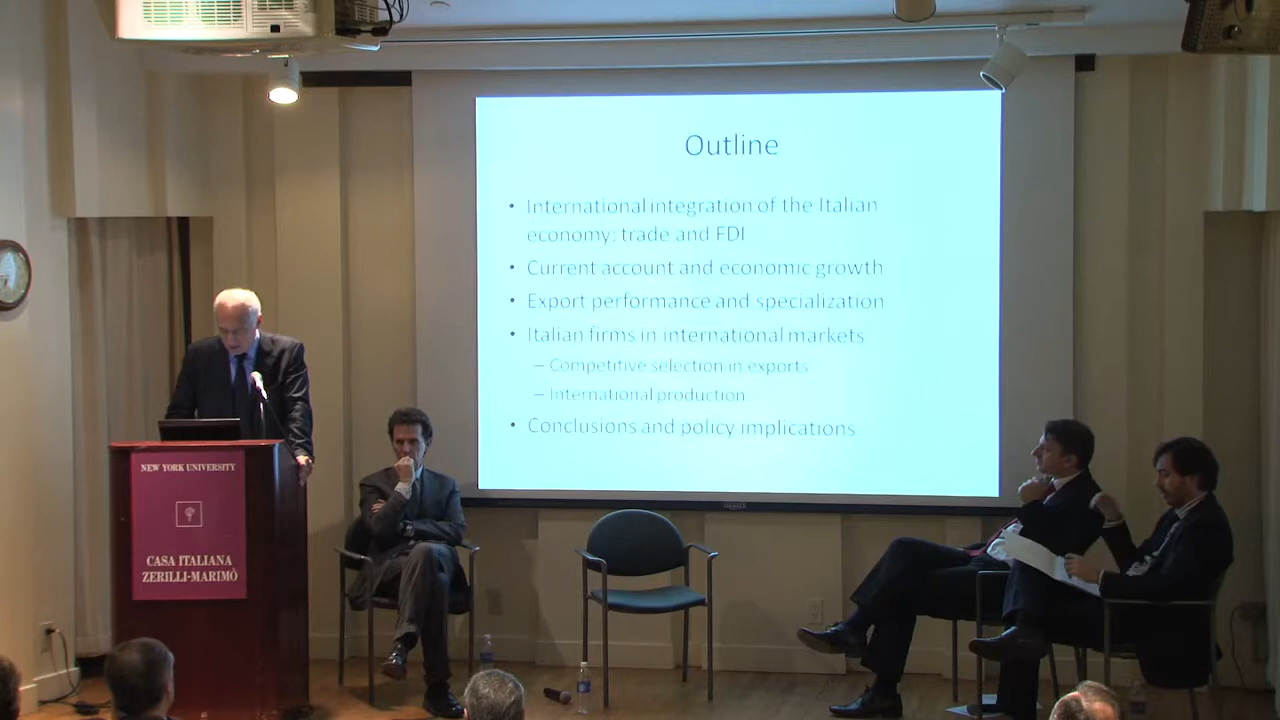 Outline
• International integration of the Italian
economy: trade and FDI
• Current account and economic growth
• Export performance and specialization
• Italian firms in international markets
– Competitive selection in exports
– International production
• Conclusions and policy implications
NEW YORK UNIVERSITY
CASA ITALIANA
ZERILLI-MARIMÒ